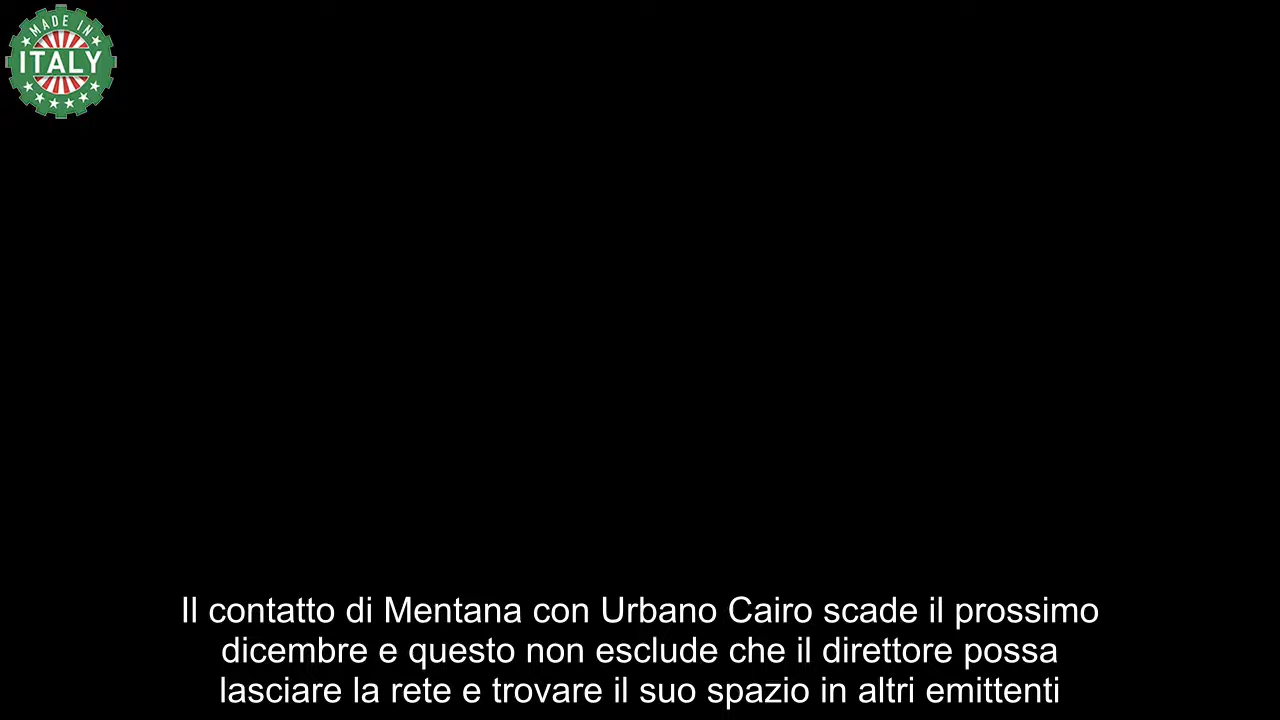 MADE IN
ITALY
Il contatto di Mentana con Urbano Cairo scade il prossimo
dicembre e questo non esclude che il direttore possa
lasciare la rete e trovare il suo spazio in altri emittenti